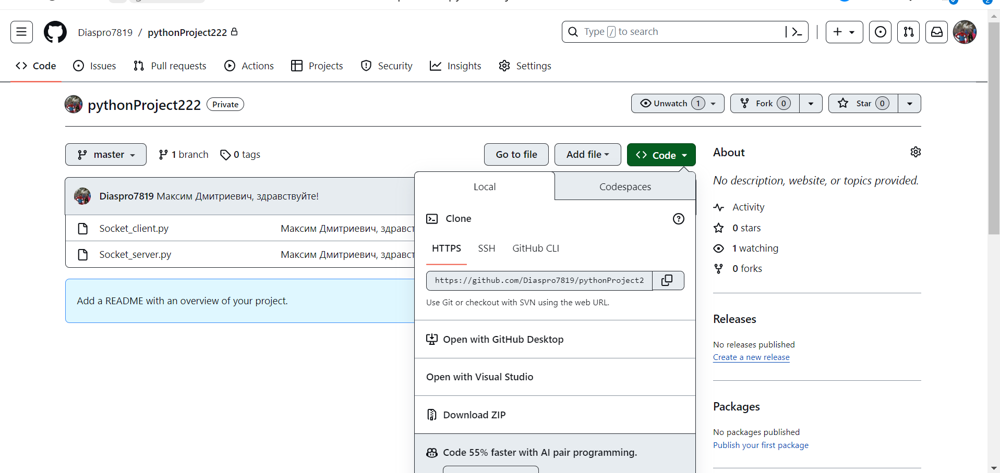 Diaspro7819 / pythonProject222
Type / to search
Code Issues Pull requests Actions Projects Security Insights Settings
pythonProject222 Private
Unwatch 1 Fork 0 Star 0
master 1 branch 0 tags
Go to file Add file Code
Diaspro7819 Максим Дмитриевич, здравствуйте!
Socket_client.py Максим Дмитриевич,
Socket_server.py Максим Дмитриевич,
Add a README with an overview of your project.
Local Codespaces
Clone
HTTPS SSH GitHub CLI
https://github.com/Diaspro7819/pythonProject2
Use Git or checkout with SVN using the web URL.
Open with GitHub Desktop
Open with Visual Studio
Download ZIP
Code 55% faster with AI pair programming.
About
No description, website, or topics provided.
Activity
0 stars
1 watching
0 forks
Releases
No releases published
Create a new release
Packages
No packages published
Publish your first package